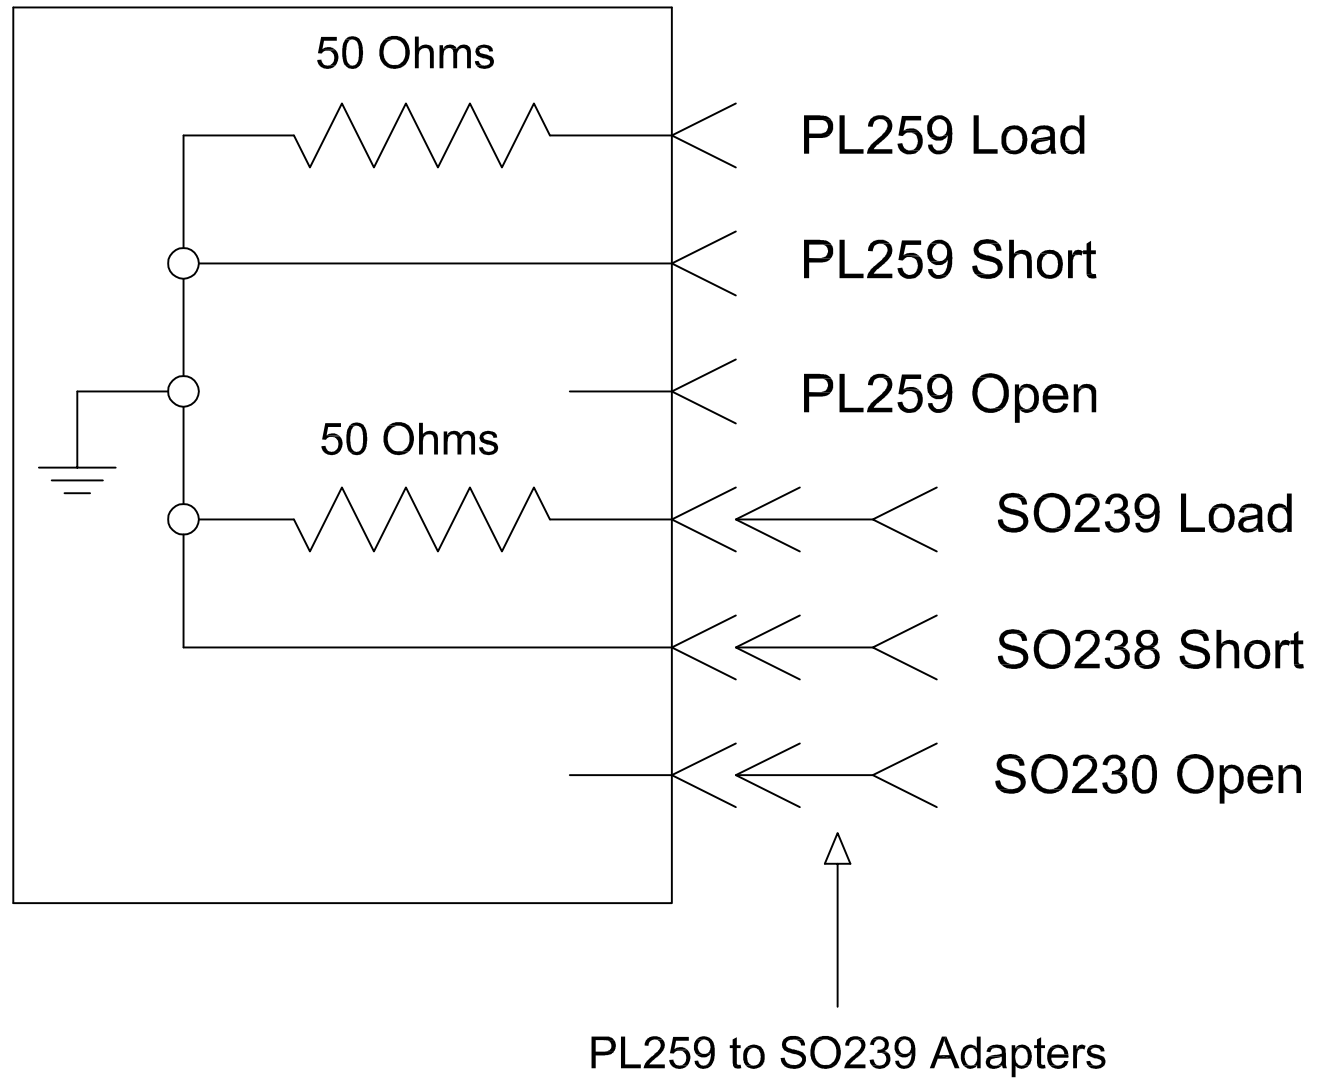 50 Ohms
PL259 Load
PL259 Short
PL259 Open
50 Ohms
SO239 Load
SO238 Short
SO230 Open
PL259 to SO239 Adapters